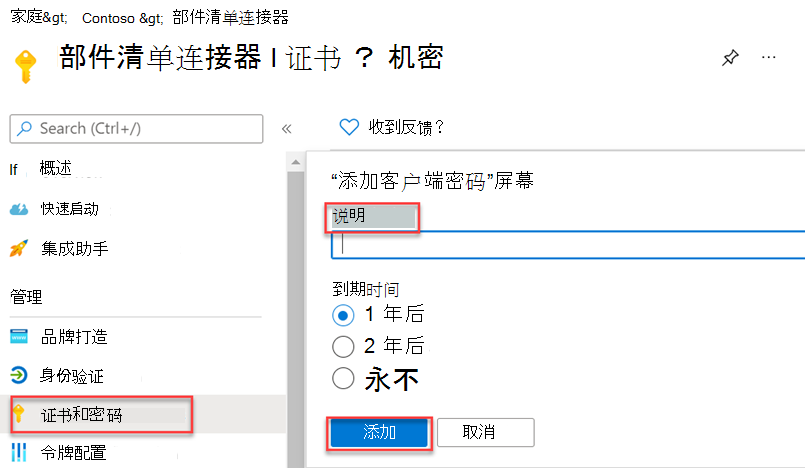 家庭&gt; Contoso &gt; 部件清单连接器
部件清单连接器 I 证书 ? 机密
Search (Ctrl+/)
«
收到反馈?
If 概述
快速启动
集成助手
管理
品牌打造
身份验证
证书和密码
令牌配置
“添加客户端密码”屏幕
说明
到期时间
1 年后
2 年后
永不
添加
取消